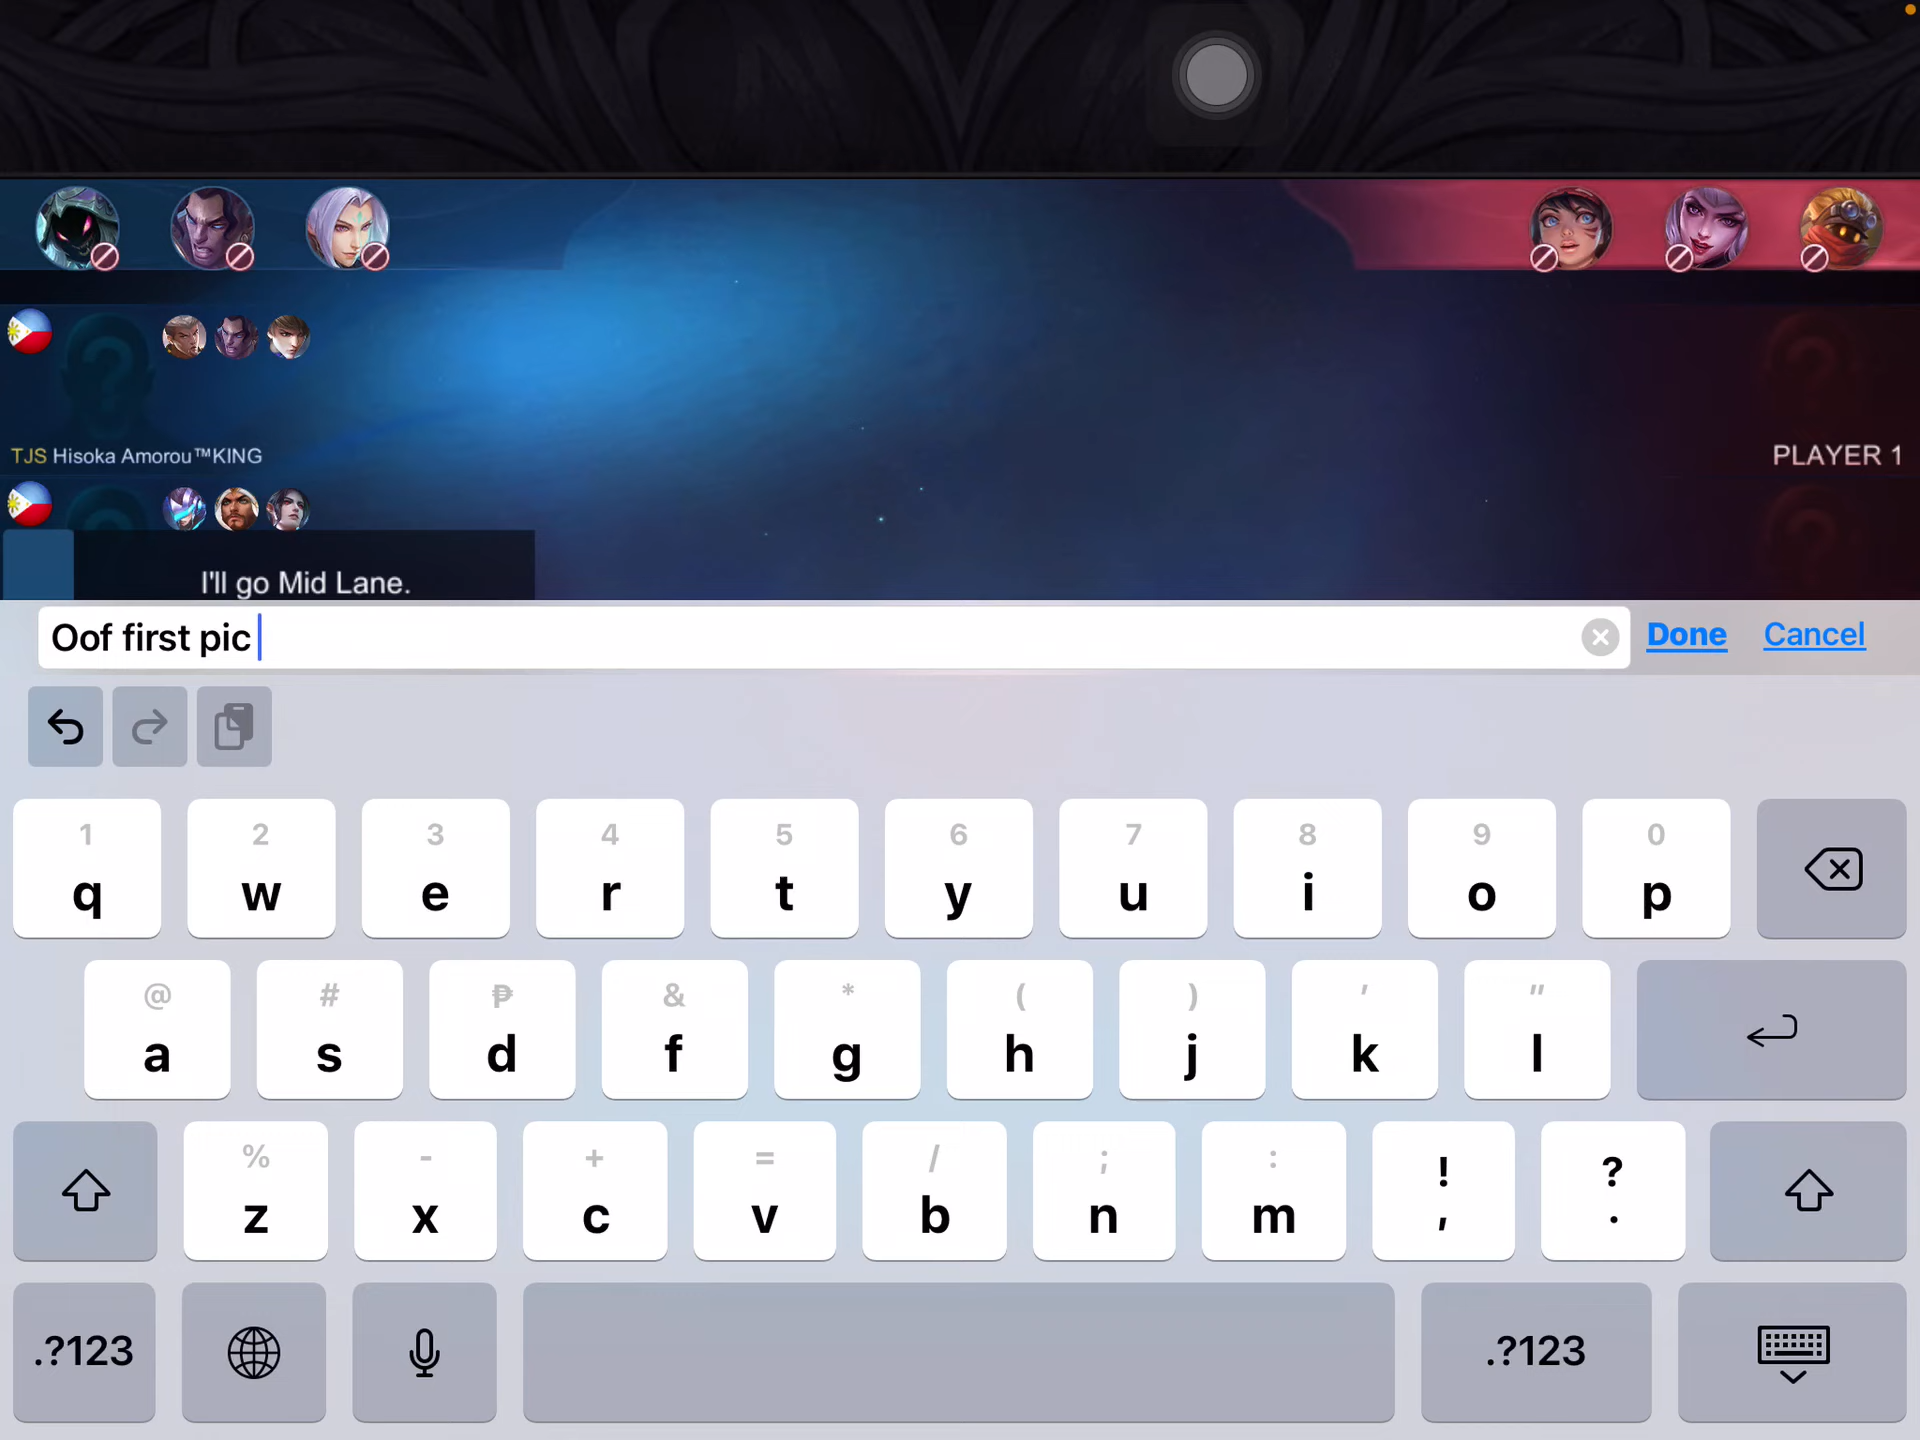 TJS Hisoka Amorou™KING
PLAYER 1
I'll go Mid Lane.
Oof first pic
Done Cancel
1 2 3 4 5 6 7 8 9 0
q w e r t y u i o p
@ # ₱ & * ( ) ' "
a s d f g h j k l
% - + = / ; : ! ?
z x c v b n m , .
.?123 .?123